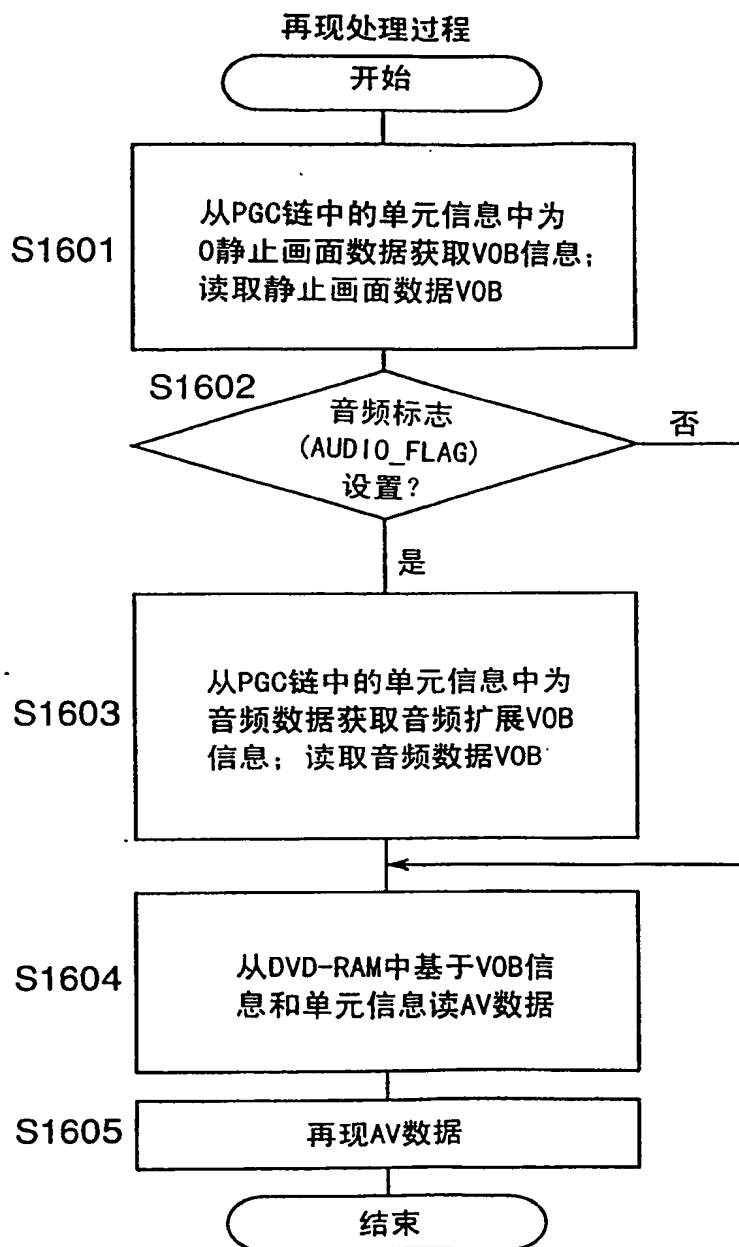 再现处理过程
开始
S1601
从PGC链中的单元信息中为
0静止画面数据获取VOB信息；
读取静止画面数据VOB
S1602
音频标志
(AUDIO_FLAG)
设置？
否
是
S1603
从PGC链中的单元信息中为
音频数据获取音频扩展VOB
信息；读取音频数据VOB
S1604
从DVD-RAM中基于VOB信
息和单元信息读AV数据
S1605
再现AV数据
结束